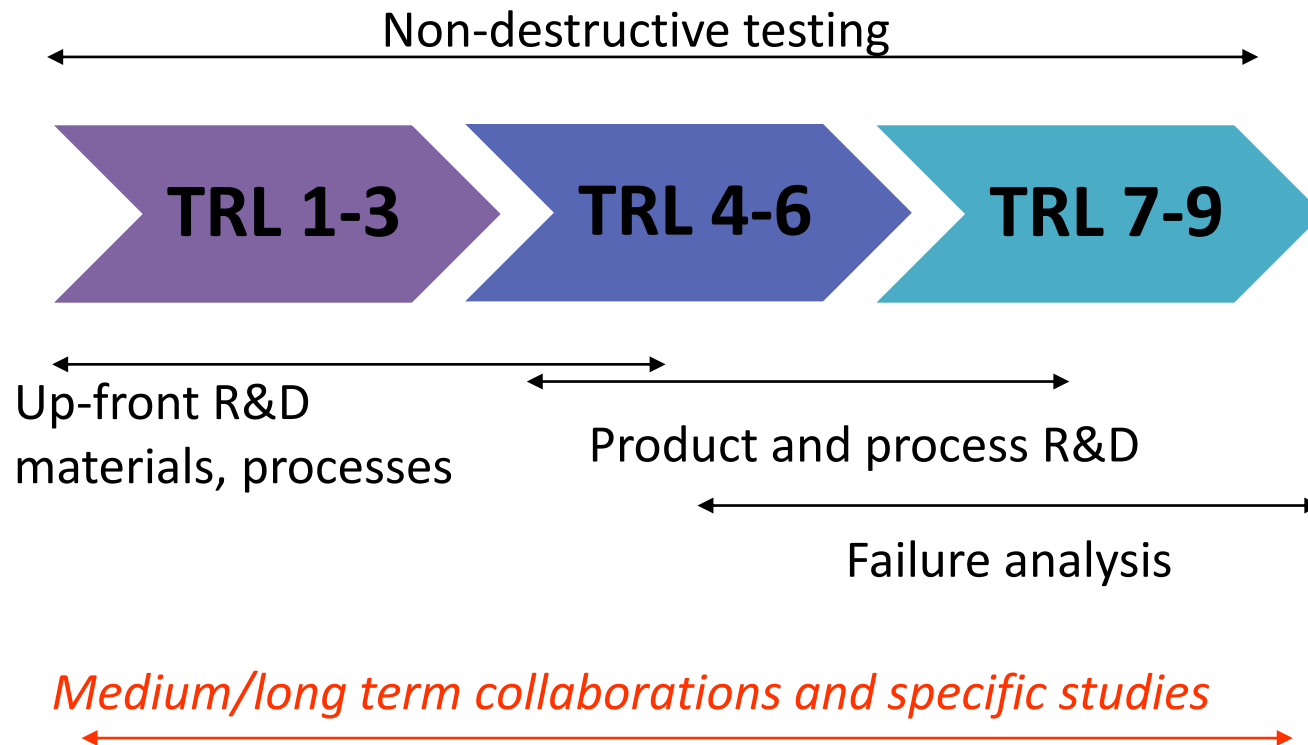 Non-destructive testing
TRL 1-3
TRL 4-6
TRL 7-9
Up-front R&D
materials, processes
Product and process R&D
Failure analysis
Medium/long term collaborations and specific studies